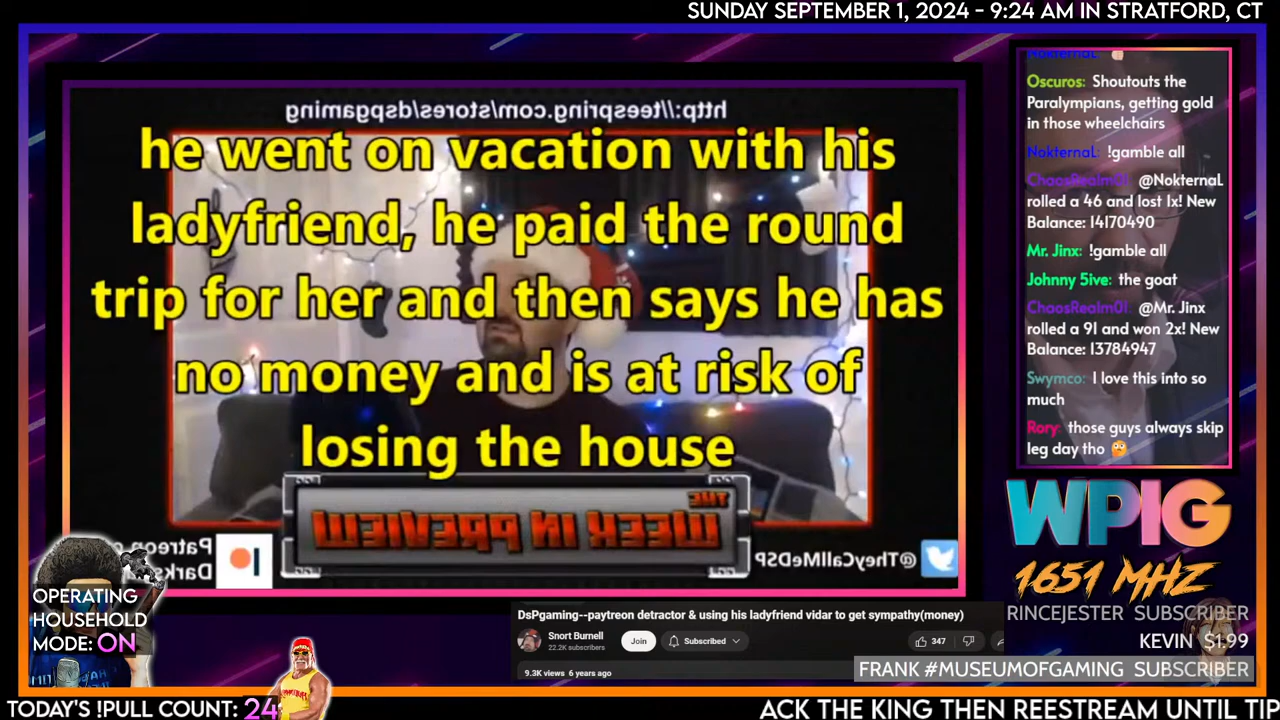 SUNDAY SEPTEMBER 1, 2024 - 9:24 AM IN STRATFORD, CT
http://teespring.com/stores/dspgaming
he went on vacation with his
ladyfriend, he paid the round
trip for her and then says he has
no money and is at risk of
losing the house
THE
WEEK IN PREVIEW
Patreon
@TheyCallMeDSP
OPERATING
HOUSEHOLD
MODE: ON
DsPgaming--paytreon detractor & using his ladyfriend vidar to get sympathy(money)
Snort Burnell
22.2K subscribers
Join
Subscribed
347
9.3K views 6 years ago
NokternaL:
Oscuros: Shoutouts the
Paralympians, getting gold
in those wheelchairs
NokternaL: !gamble all
ChaosRealm01: @NokternaL
rolled a 46 and lost 1x! New
Balance: 14170490
Mr. Jinx: !gamble all
Johnny 5ive: the goat
ChaosRealm01: @Mr. Jinx
rolled a 91 and won 2x! New
Balance: 13784947
Swymco: I love this into so
much
Rory: those guys always skip
leg day tho
WPIG
1651 MHZ
RINCEJESTER SUBSCRIBER
KEVIN $1.99
FRANK #MUSEUMOFGAMING SUBSCRIBER
TODAY'S !PULL COUNT: 24
ACK THE KING THEN REESTREAM UNTIL TIP